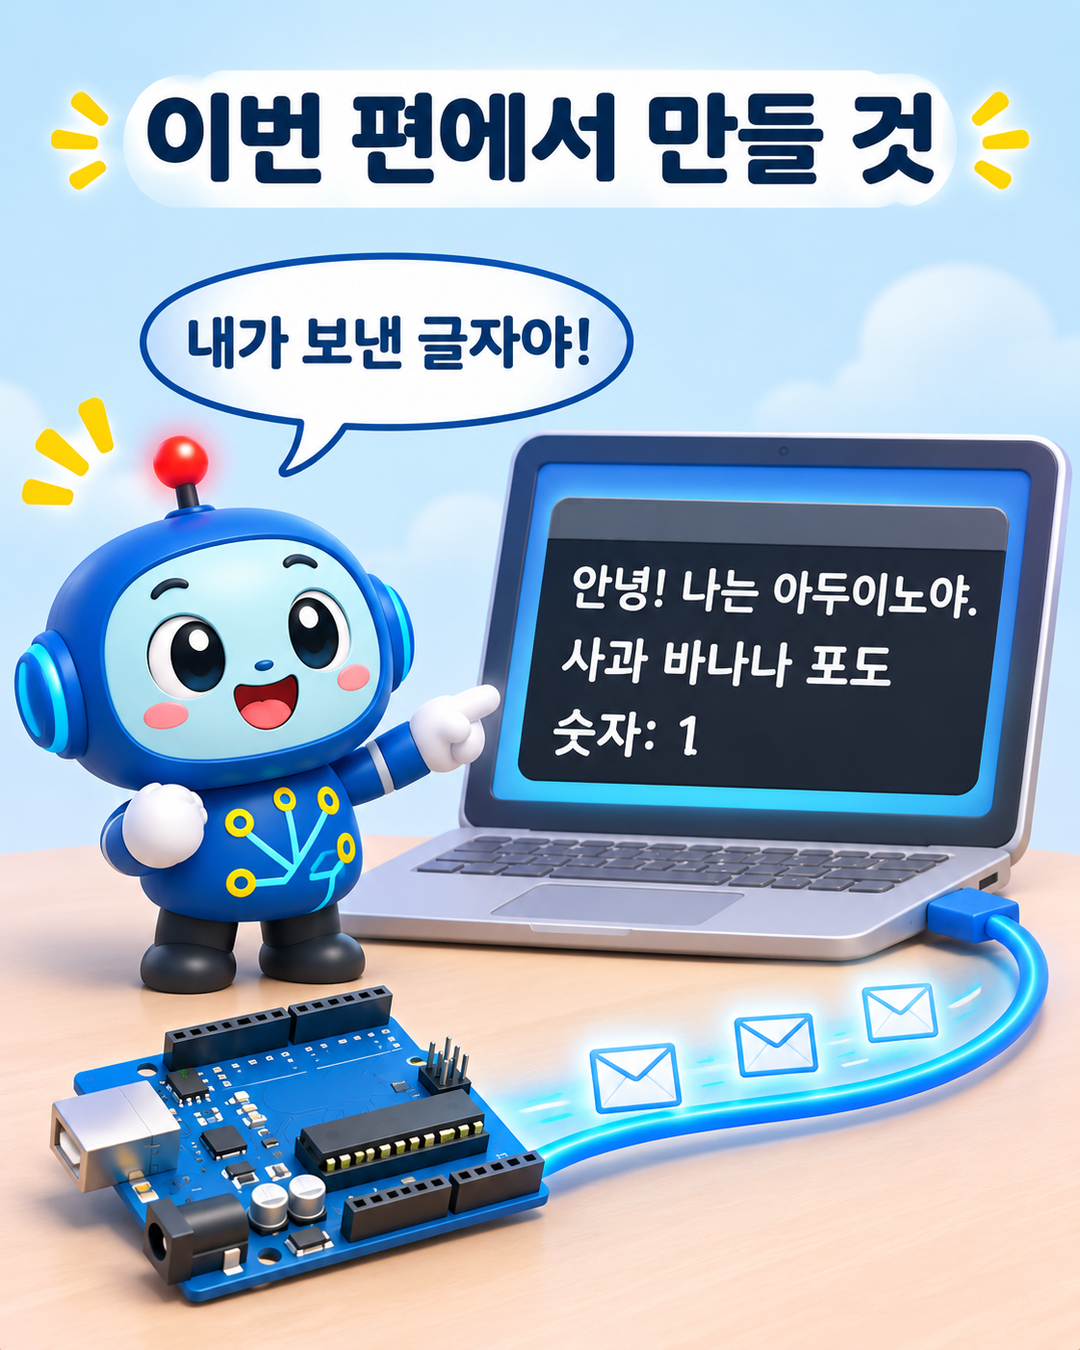 이번 편에서 만들 것
내가 보낸 글자야!
안녕! 나는 아두이노야.
사과 바나나 포도
숫자: 1